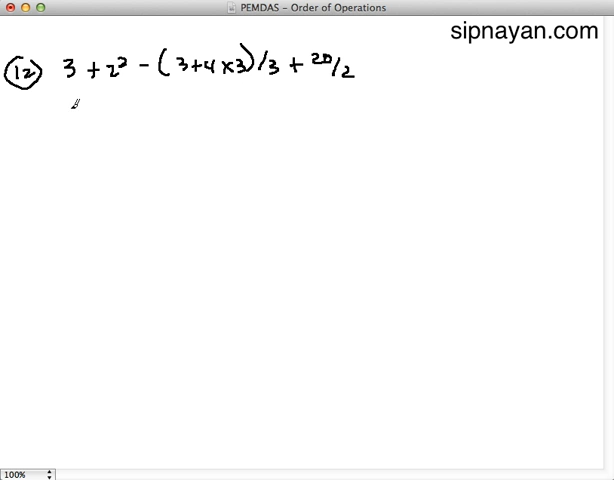 PEMDAS – Order of Operations
sipnayan.com
12 3 + 2² - (3+4x3)/3 + 20/2
100%